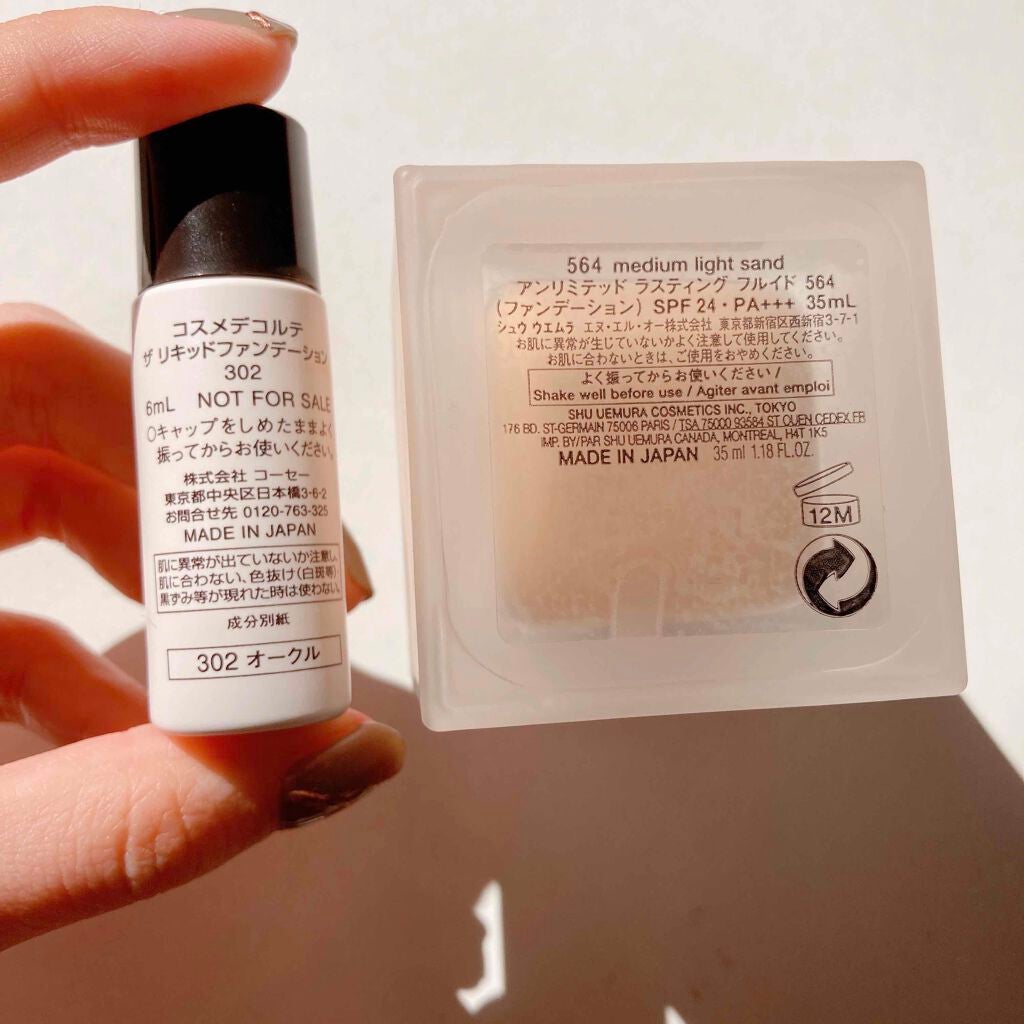 コスメデコルテ
ザ リキッドファンデーション
302
6mL NOT FOR SALE
○キャップをしめたままよく
振ってからお使いください。
株式会社 コーセー
東京都中央区日本橋3-6-2
お問合せ先 0120-763-325
MADE IN JAPAN
肌に異常が出ていないか注意し、
肌に合わない、色抜け(白斑等)、
黒ずみ等が現れた時は使わない。
成分別紙
302 オークル
564 medium light sand
アンリミテッド ラスティング フルイド 564
(ファンデーション) SPF 24・PA+++ 35mL
シュウ ウエムラ エヌ・エル・オー株式会社 東京都新宿区西新宿3-7-1
お肌に異常が生じていないかよく注意して使用してください。
お肌に合わないときは、ご使用をおやめください。
よく振ってからお使いください /
Shake well before use / Agiter avant emploi
SHU UEMURA COSMETICS INC., TOKYO
176 BD. ST-GERMAIN 75006 PARIS / TSA 75000 93584 ST OUEN CEDEX FR
IMP. BY/PAR SHU UEMURA CANADA, MONTREAL, H4T 1K5
MADE IN JAPAN 35 ml 1.18 FL.OZ.
12M